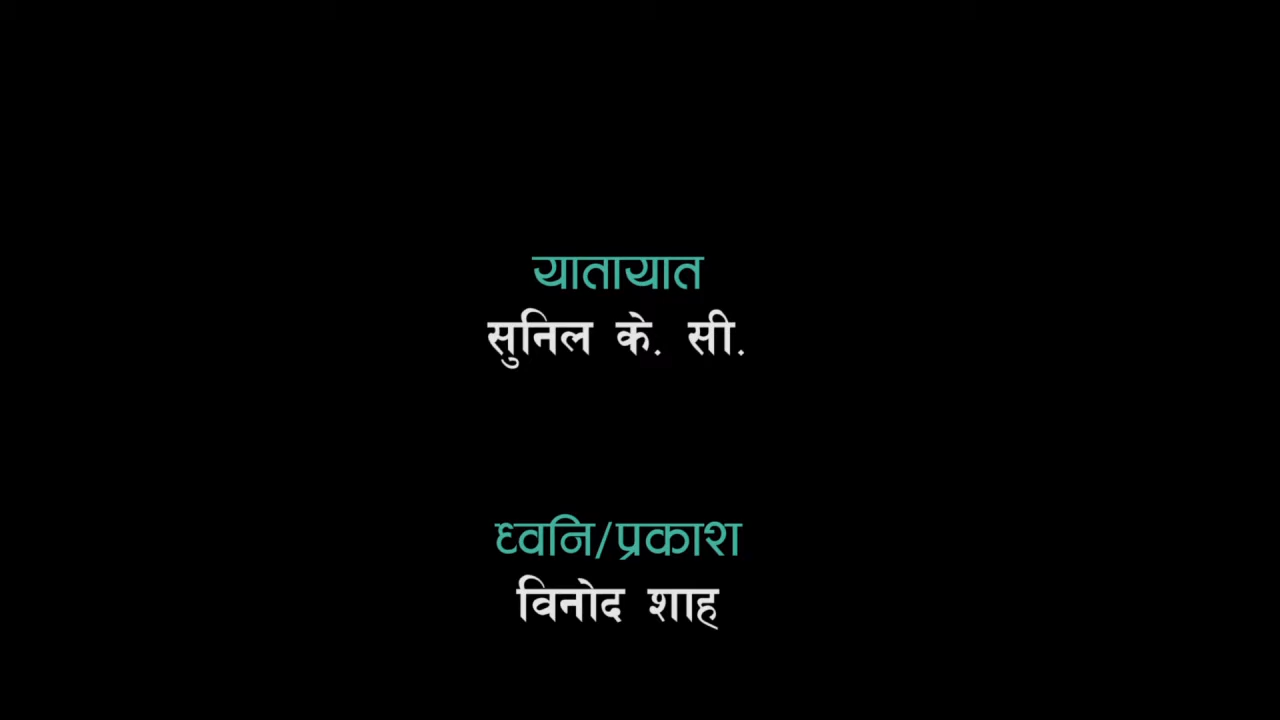 यातायात
सुनिल के. सी.
ध्वनि/प्रकाश
विनोद शाह